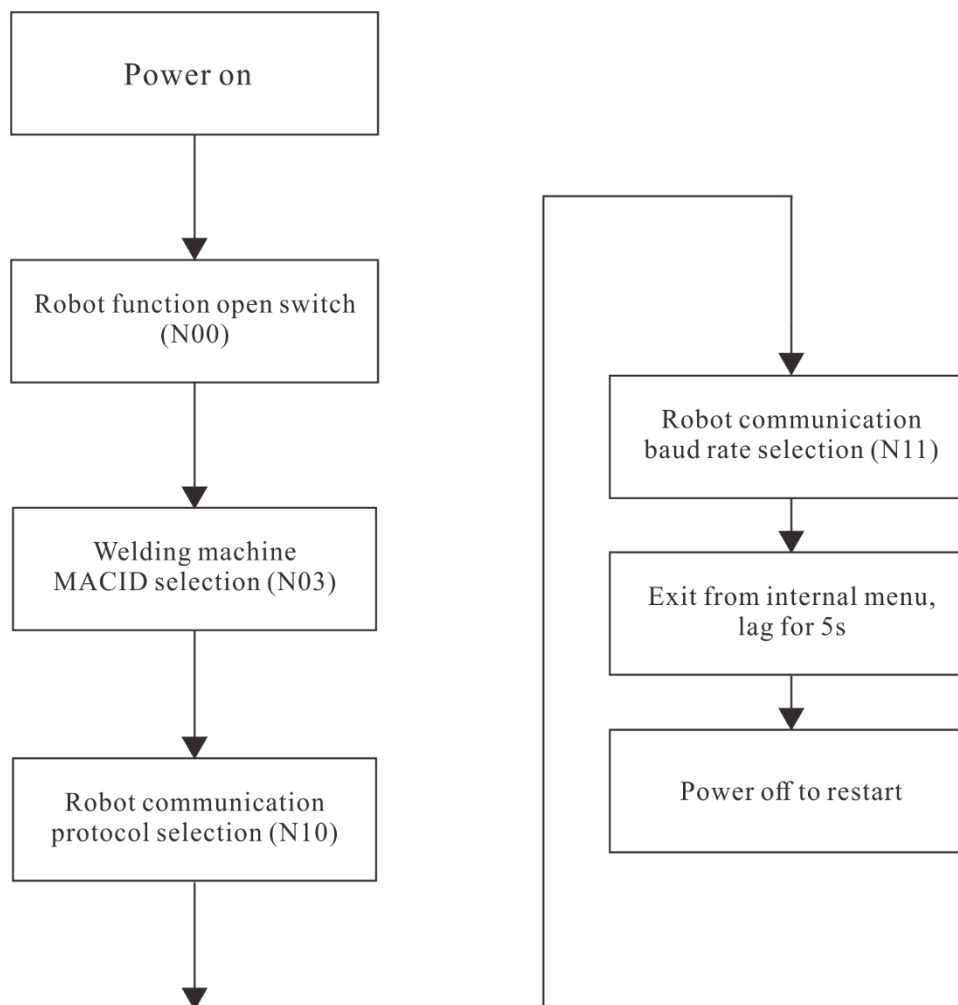 Power on
Robot function open switch
(N00)
Welding machine
MACID selection (N03)
Robot communication
protocol selection (N10)
Robot communication
baud rate selection (N11)
Exit from internal menu,
lag for 5s
Power off to restart